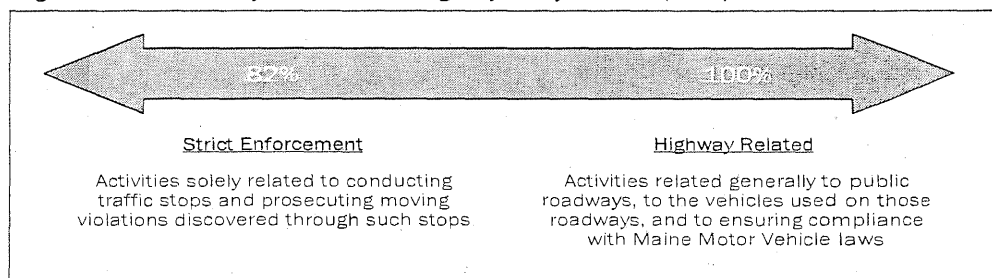 82% 100%
Strict Enforcement
Activities solely related to conducting
traffic stops and prosecuting moving
violations discovered through such stops
Highway Related
Activities related generally to public
roadways, to the vehicles used on those
roadways, and to ensuring compliance
with Maine Motor Vehicle laws